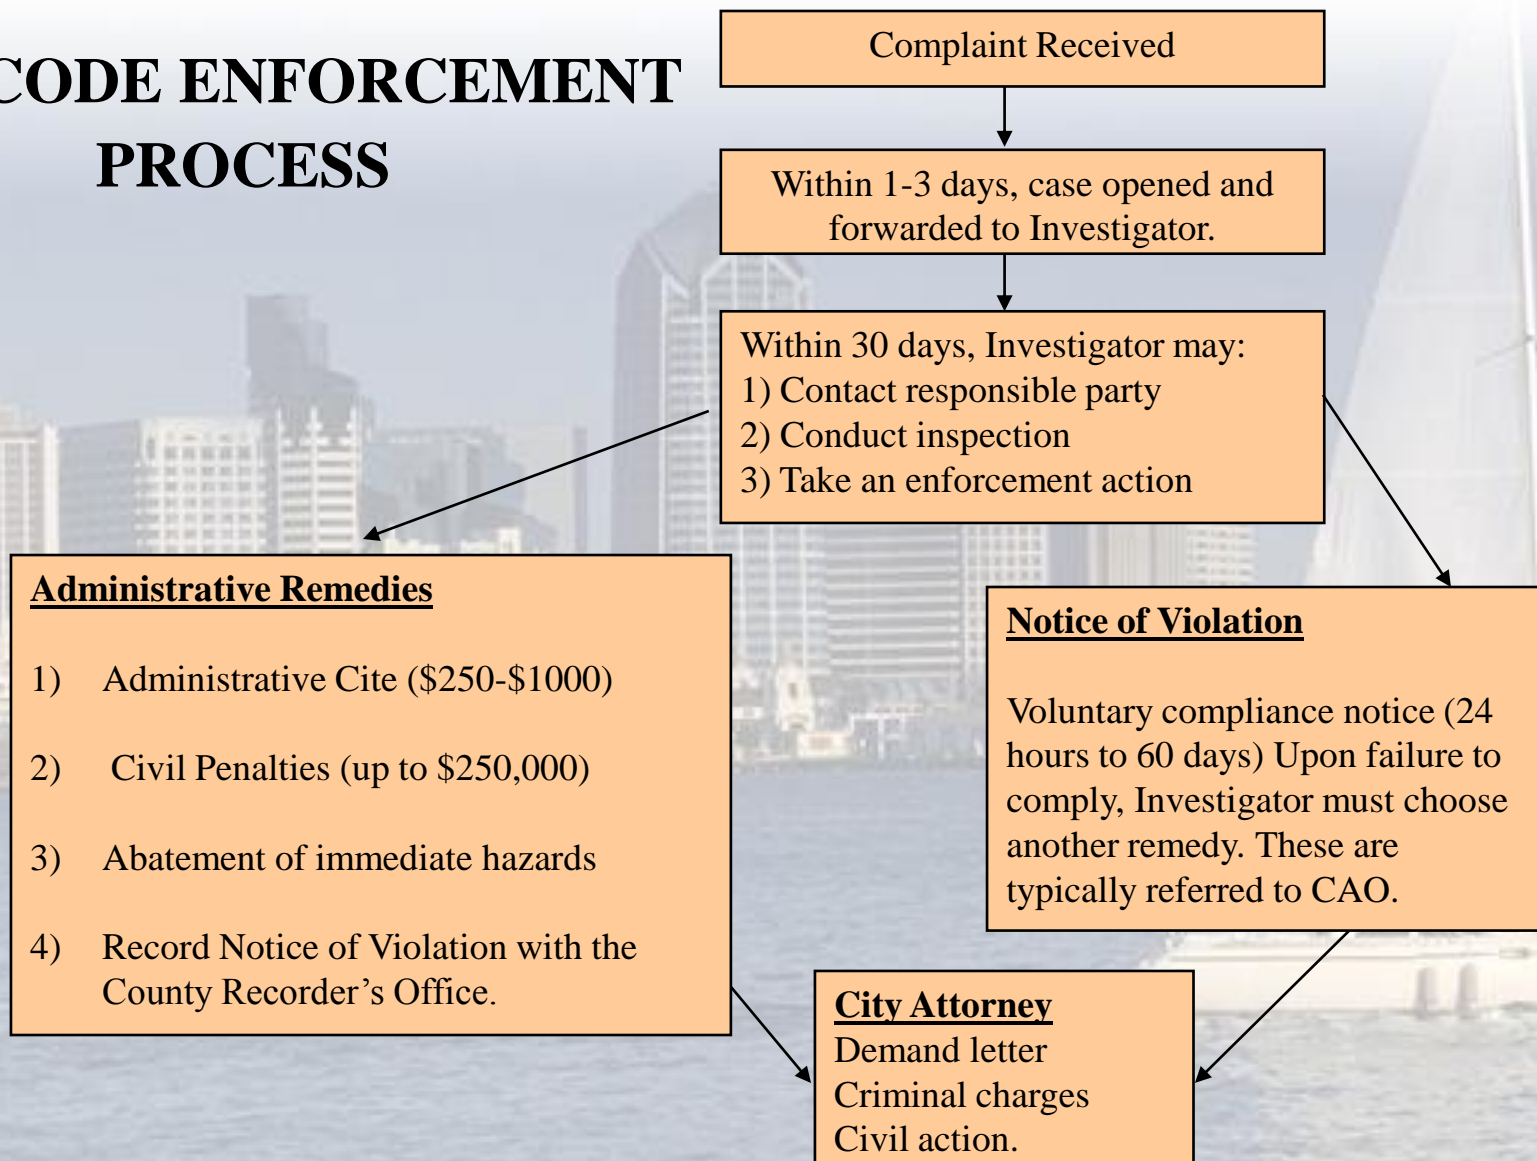 CODE ENFORCEMENT
PROCESS
Complaint Received
Within 1-3 days, case opened and
forwarded to Investigator.
Within 30 days, Investigator may:
1) Contact responsible party
2) Conduct inspection
3) Take an enforcement action
Administrative Remedies
1) Administrative Cite ($250-$1000)
2) Civil Penalties (up to $250,000)
3) Abatement of immediate hazards
4) Record Notice of Violation with the
County Recorder’s Office.
Notice of Violation
Voluntary compliance notice (24
hours to 60 days) Upon failure to
comply, Investigator must choose
another remedy. These are
typically referred to CAO.
City Attorney
Demand letter
Criminal charges
Civil action.